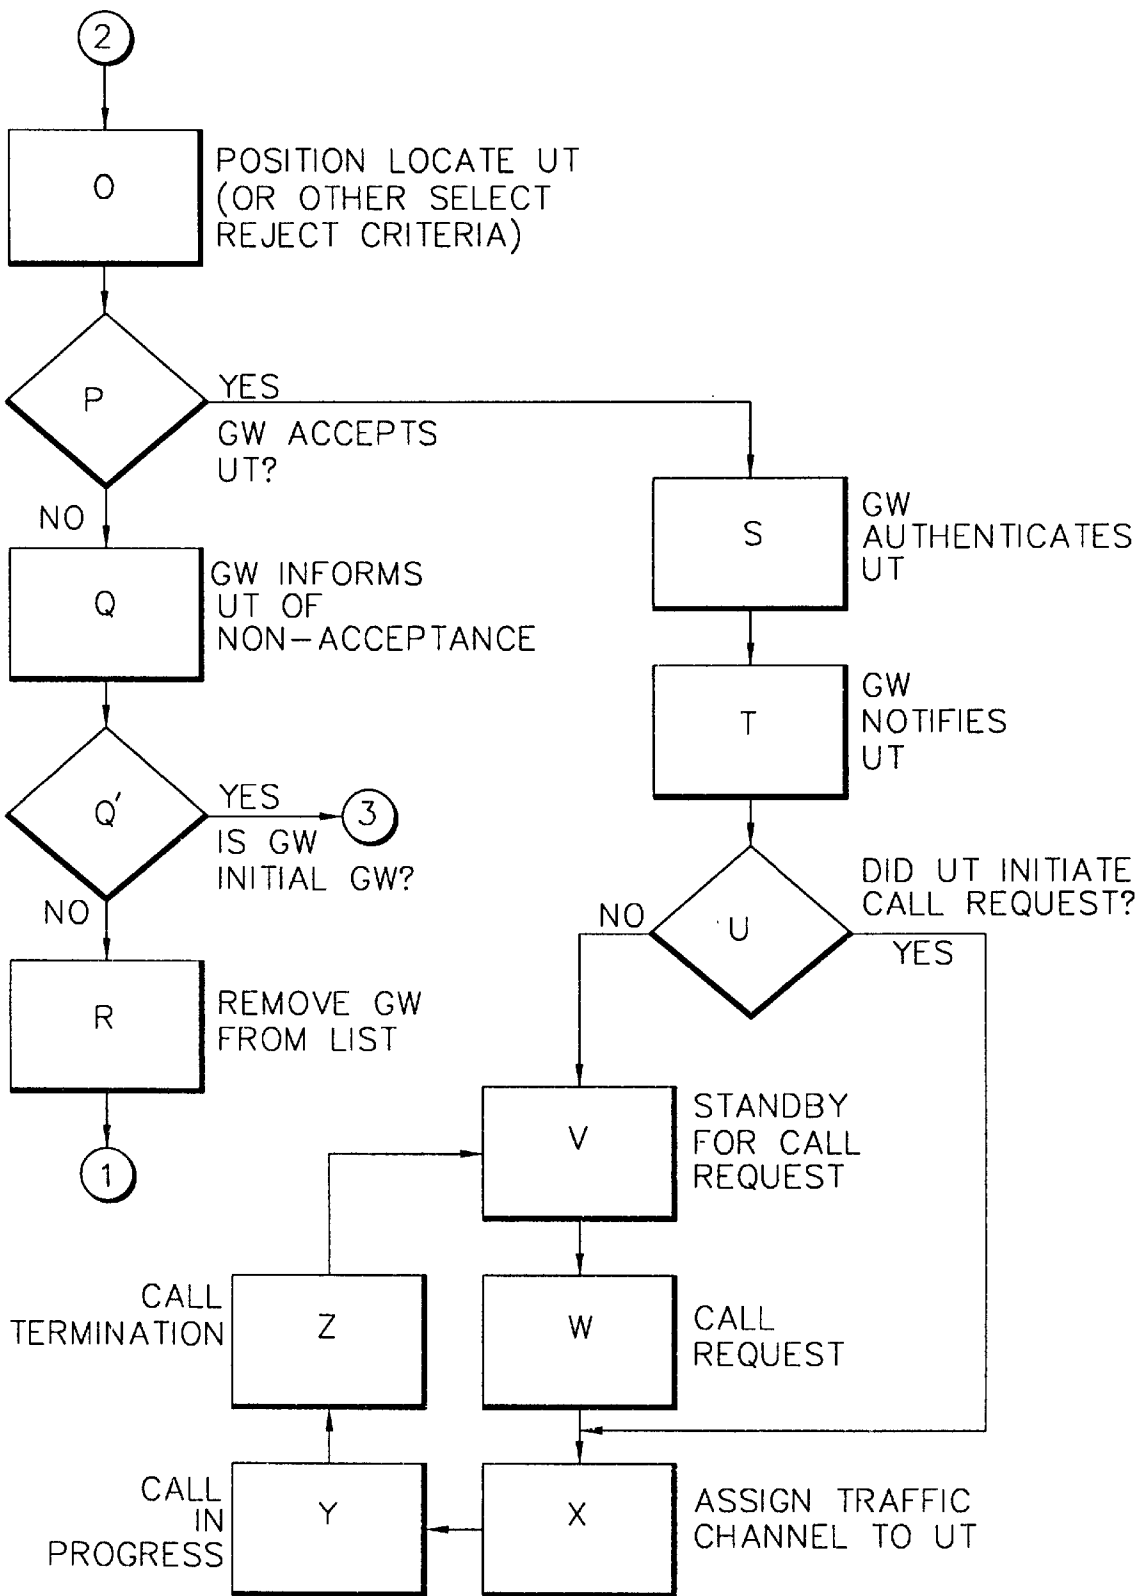 2
O
POSITION LOCATE UT
(OR OTHER SELECT
REJECT CRITERIA)
P
YES
GW ACCEPTS
UT?
NO
Q
GW INFORMS
UT OF
NON-ACCEPTANCE
Q'
YES
IS GW
INITIAL GW?
3
NO
R
REMOVE GW
FROM LIST
1
S
GW
AUTHENTICATES
UT
T
GW
NOTIFIES
UT
U
DID UT INITIATE
CALL REQUEST?
NO
YES
V
STANDBY
FOR CALL
REQUEST
W
CALL
REQUEST
X
ASSIGN TRAFFIC
CHANNEL TO UT
Y
CALL
IN
PROGRESS
Z
CALL
TERMINATION